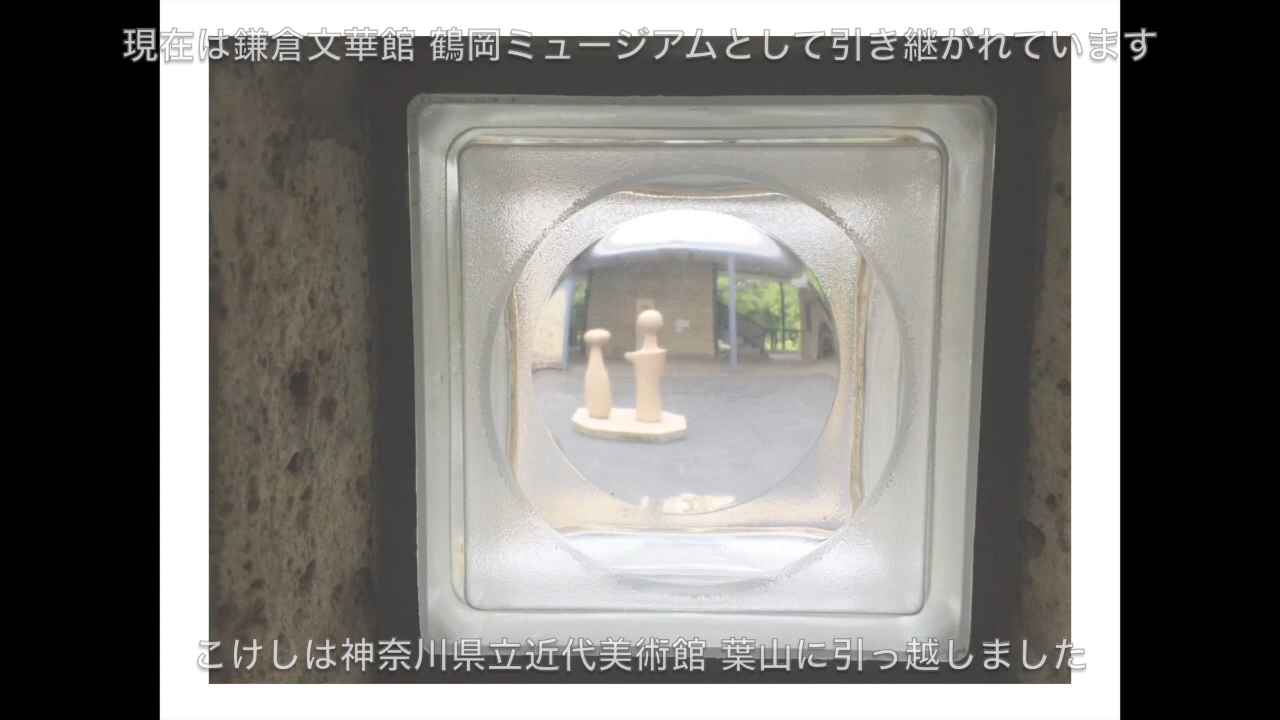 現在は鎌倉文華館 鶴岡ミュージアムとして引き継がれています
こけしは神奈川県立近代美術館 葉山に引っ越しました